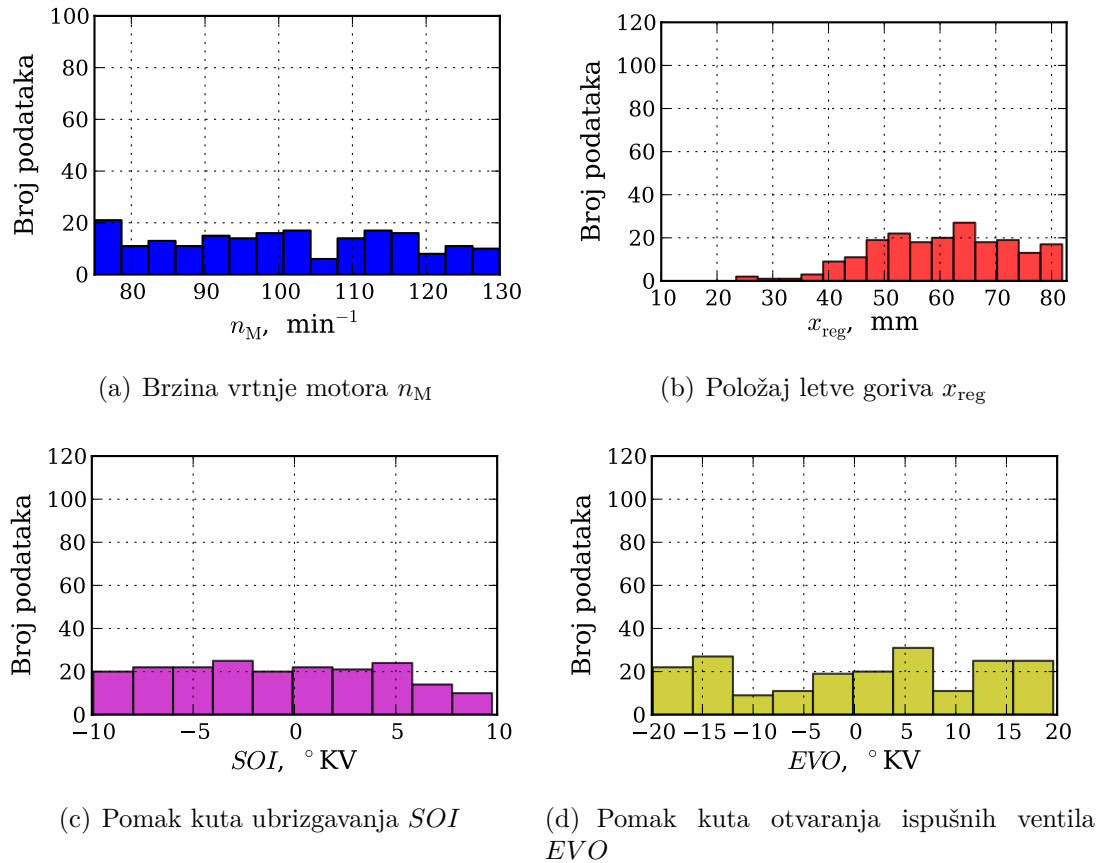 100
80
60
40
20
0
Broj podataka
80 90 100 110 120 130
n_M, min⁻¹
(a) Brzina vrtnje motora n_M
120
100
80
60
40
20
0
Broj podataka
10 20 30 40 50 60 70 80
x_reg, mm
(b) Položaj letve goriva x_reg
120
100
80
60
40
20
0
Broj podataka
−10 −5 0 5 10
SOI, ° KV
(c) Pomak kuta ubrizgavanja SOI
120
100
80
60
40
20
0
Broj podataka
−20 −15 −10 −5 0 5 10 15 20
EVO, ° KV
(d) Pomak kuta otvaranja ispušnih ventila
EVO